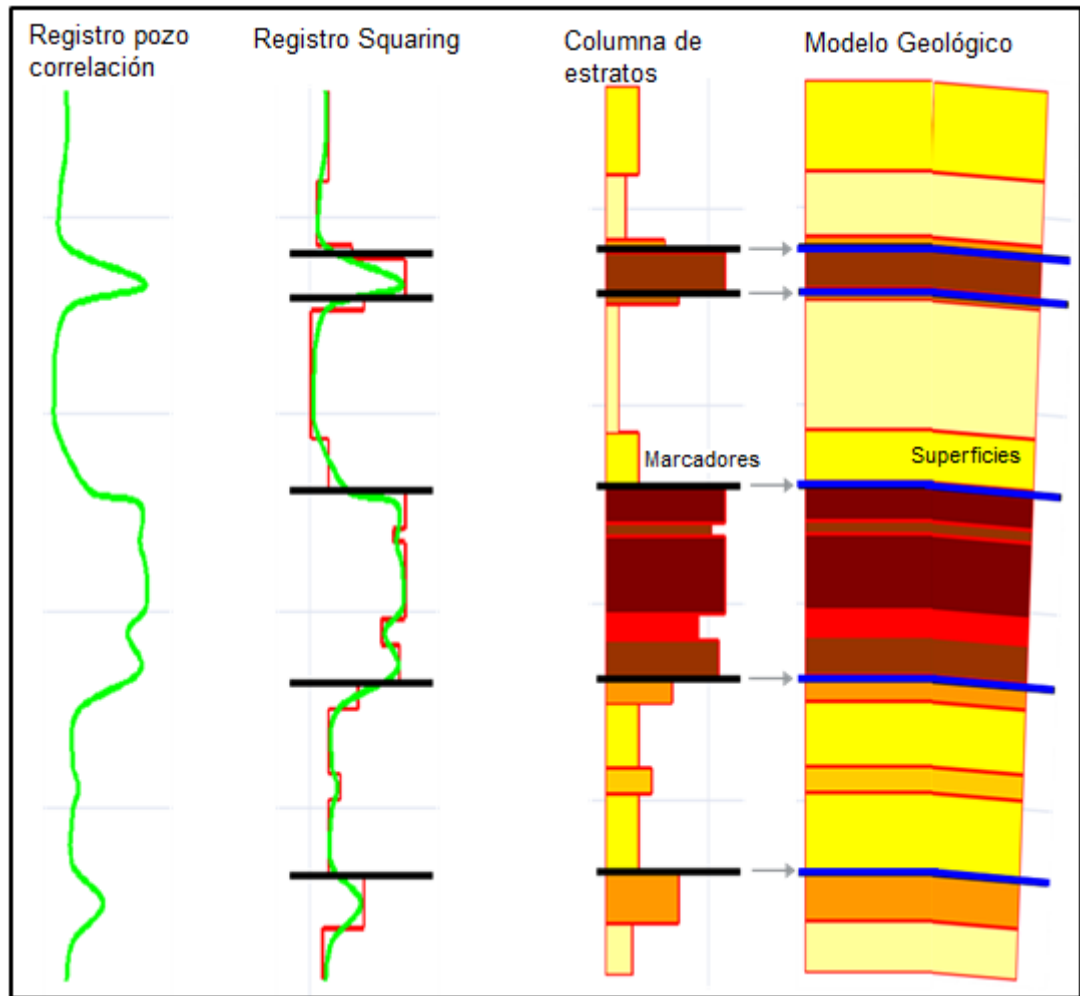 Registro pozo
correlación
Registro Squaring
Columna de
estratos
Modelo Geológico
Marcadores
Superficies